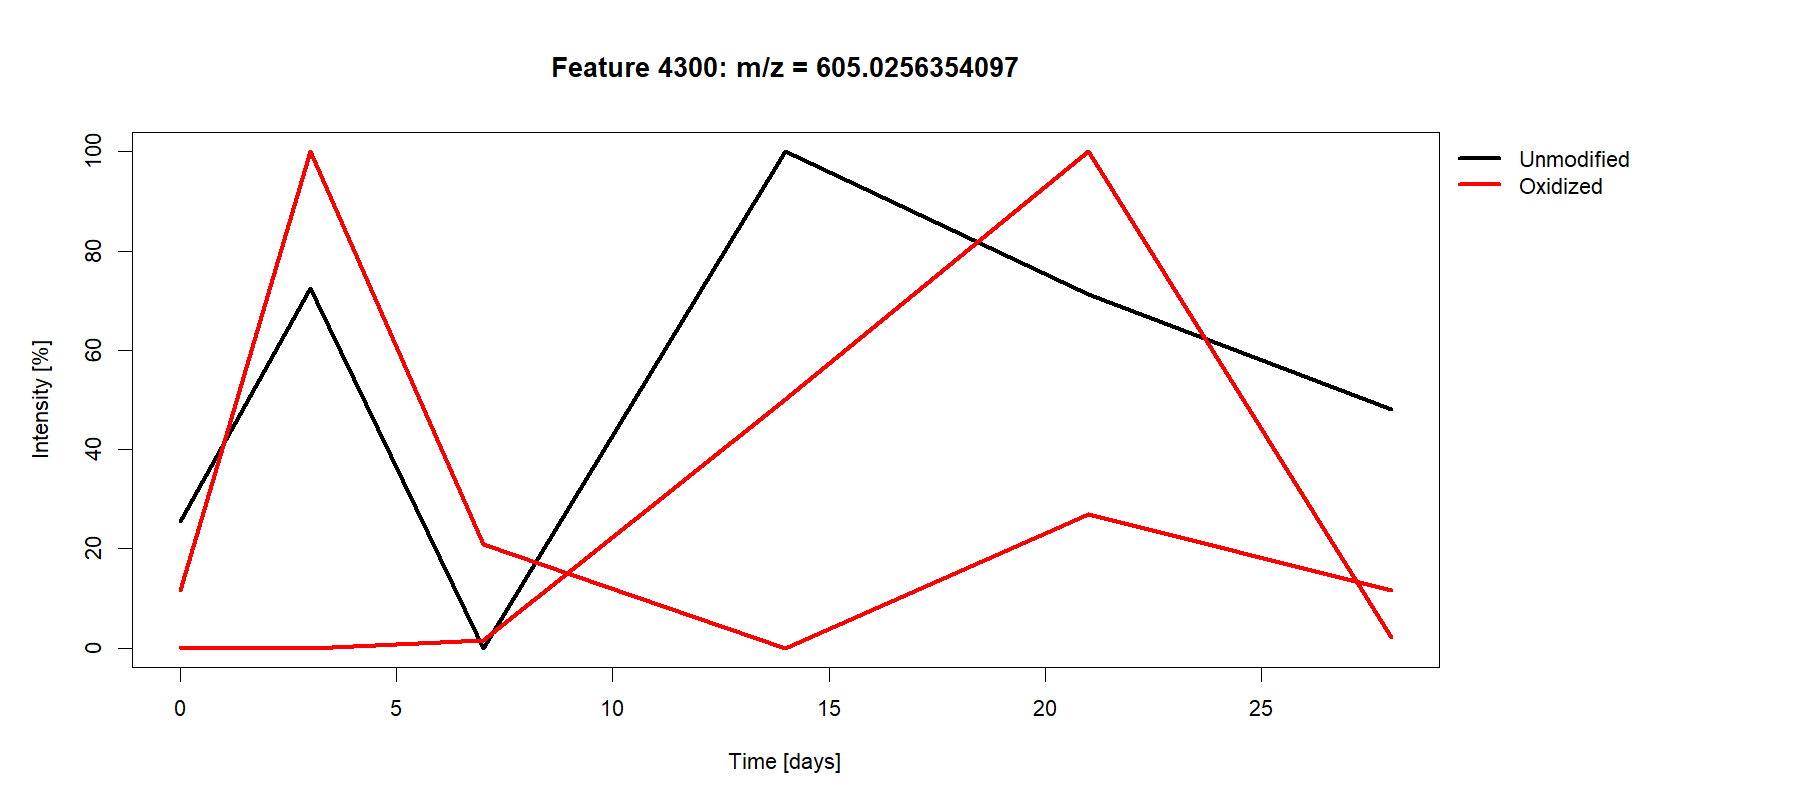 Feature 4300: m/z = 605.0256354097
Unmodified
Oxidized
Intensity [%]
100
80
60
40
20
0
0 5 10 15 20 25
Time [days]